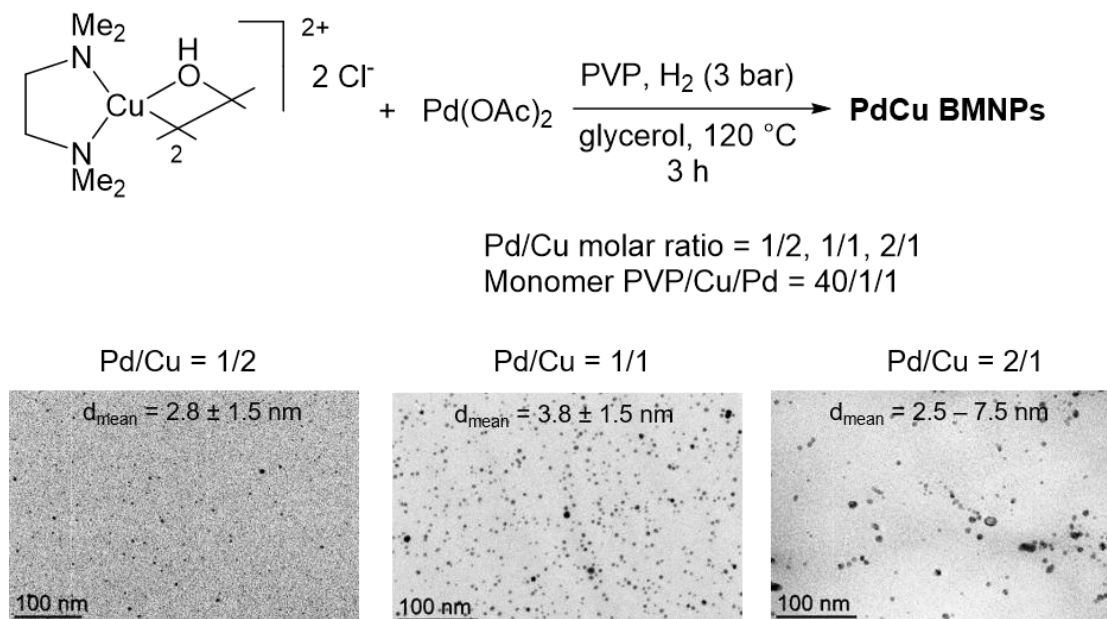 Me₂
N
Cu
N
Me₂
H
O
2
2+
2 Cl⁻
+
Pd(OAc)₂
PVP, H₂ (3 bar)
glycerol, 120 °C
3 h
PdCu BMNPs
Pd/Cu molar ratio = 1/2, 1/1, 2/1
Monomer PVP/Cu/Pd = 40/1/1
Pd/Cu = 1/2
dmean = 2.8 ± 1.5 nm
100 nm
Pd/Cu = 1/1
dmean = 3.8 ± 1.5 nm
100 nm
Pd/Cu = 2/1
dmean = 2.5 – 7.5 nm
100 nm